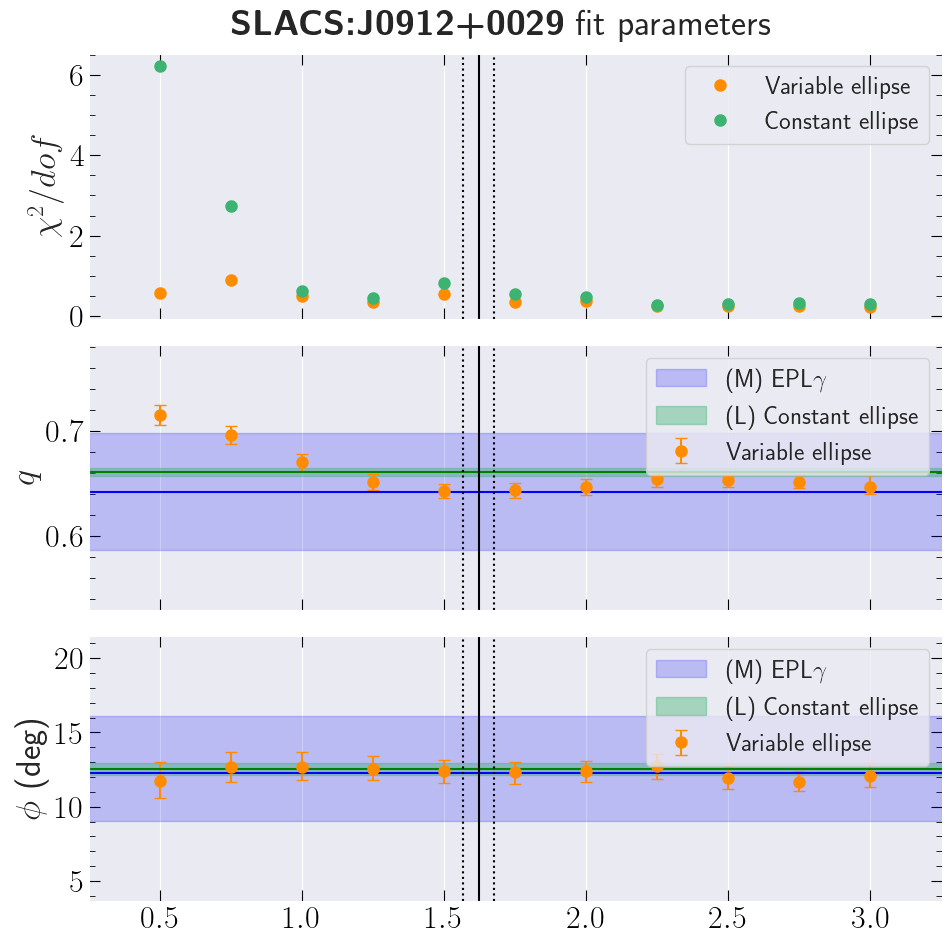 SLACS:J0912+0029 fit parameters
χ²/dof
6
4
2
0
Variable ellipse
Constant ellipse
q
0.7
0.6
(M) EPLγ
(L) Constant ellipse
Variable ellipse
ϕ (deg)
20
15
10
5
(M) EPLγ
(L) Constant ellipse
Variable ellipse
0.5 1.0 1.5 2.0 2.5 3.0